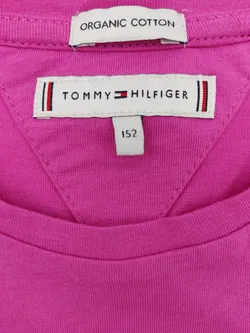 ORGANIC COTTON
TOMMY HILFIGER
152